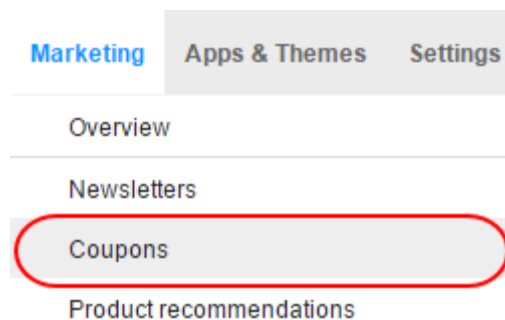 Marketing Apps & Themes Settings
Overview
Newsletters
Coupons
Product recommendations